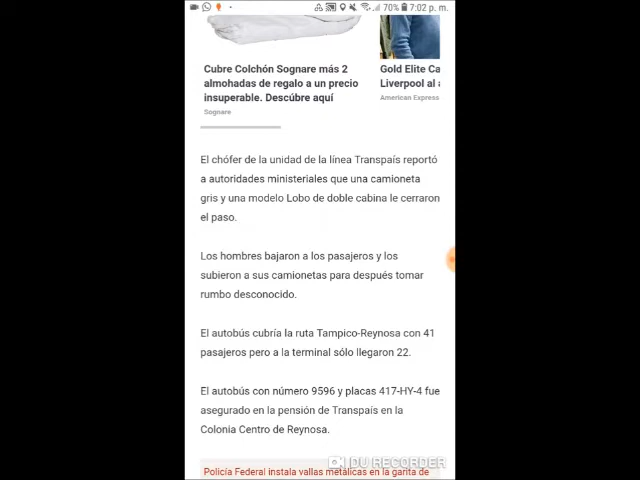 70% 7:02 p.m.
Cubre Colchón Sognare más 2
almohadas de regalo a un precio
insuperable. Descúbre aquí
Sognare
Gold Elite Ca
Liverpool al
American Express
El chófer de la unidad de la línea Transpaís reportó
a autoridades ministeriales que una camioneta
gris y una modelo Lobo de doble cabina le cerraron
el paso.
Los hombres bajaron a los pasajeros y los
subieron a sus camionetas para después tomar
rumbo desconocido.
El autobús cubría la ruta Tampico-Reynosa con 41
pasajeros pero a la terminal sólo llegaron 22.
El autobús con número 9596 y placas 417-HY-4 fue
asegurado en la pensión de Transpaís en la
Colonia Centro de Reynosa.
DU RECORDER
Policía Federal instala vallas metálicas en la garita de